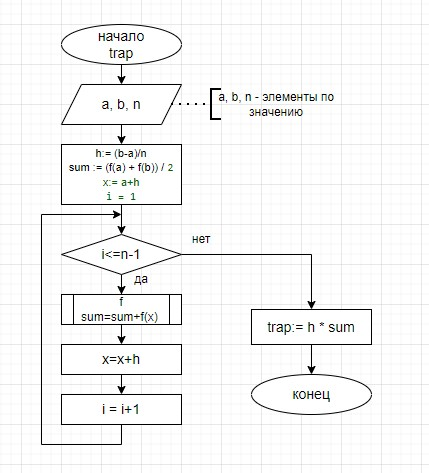 начало
trap
a, b, n
a, b, n - элементы по
значению
h:= (b-a)/n
sum := (f(a) + f(b)) / 2
x:= a+h
i = 1
i<=n-1
нет
да
f
sum=sum+f(x)
x=x+h
i = i+1
trap:= h * sum
конец